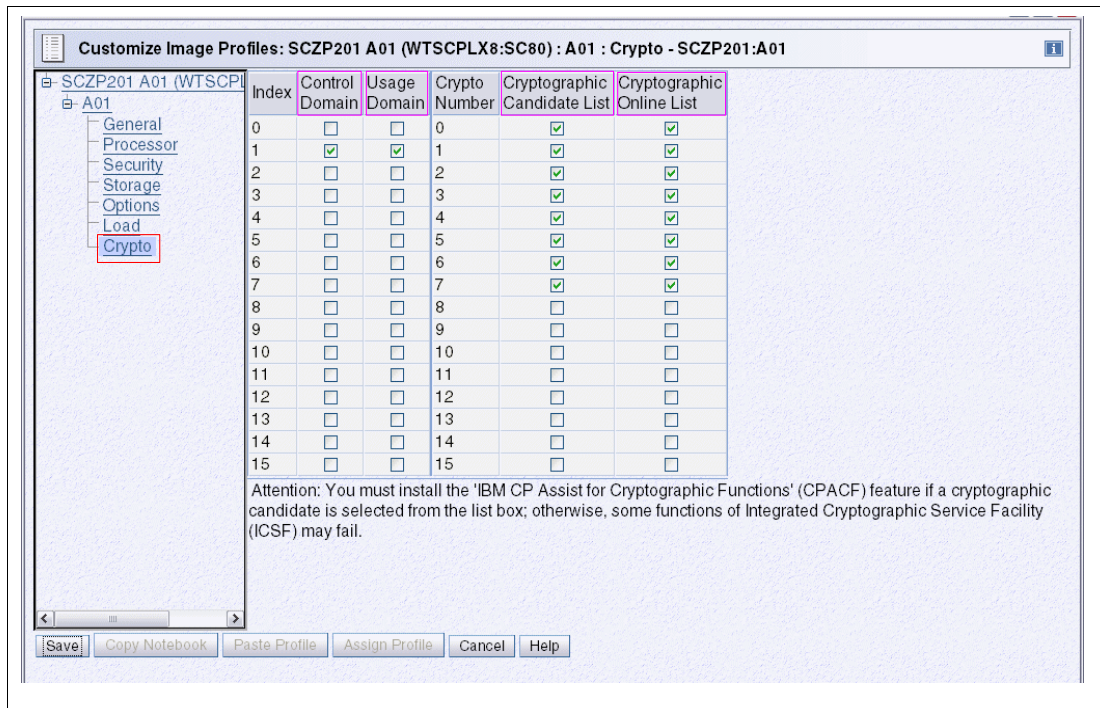 Customize Image Profiles: SCZP201 A01 (WTSCPLX8:SC80) : A01 : Crypto - SCZP201:A01
i
SCZP201 A01 (WTSCPL
A01
General
Processor
Security
Storage
Options
Load
Crypto
Index Control Domain Usage Domain Crypto Number Cryptographic Candidate List Cryptographic Online List
0 0
1 1
2 2
3 3
4 4
5 5
6 6
7 7
8 8
9 9
10 10
11 11
12 12
13 13
14 14
15 15
Attention: You must install the 'IBM CP Assist for Cryptographic Functions' (CPACF) feature if a cryptographic
candidate is selected from the list box; otherwise, some functions of Integrated Cryptographic Service Facility
(ICSF) may fail.
Save Copy Notebook Paste Profile Assign Profile Cancel Help